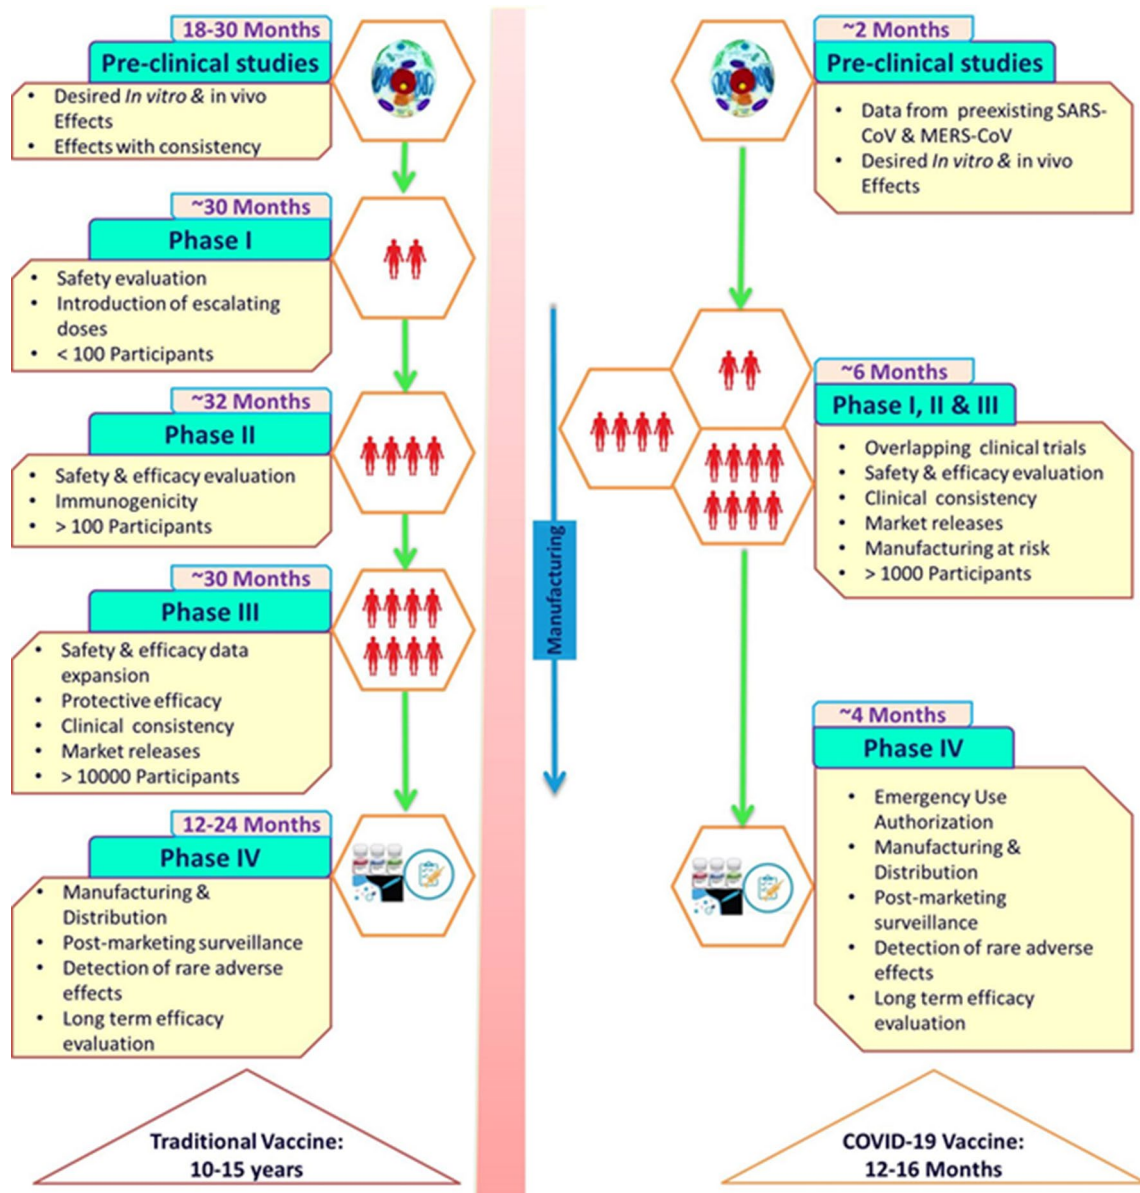 18-30 Months
Pre-clinical studies
• Desired In vitro & in vivo
Effects
• Effects with consistency
~30 Months
Phase I
• Safety evaluation
• Introduction of escalating
doses
• < 100 Participants
~32 Months
Phase II
• Safety & efficacy evaluation
• Immunogenicity
• > 100 Participants
~30 Months
Phase III
• Safety & efficacy data
expansion
• Protective efficacy
• Clinical consistency
• Market releases
• > 10000 Participants
12-24 Months
Phase IV
• Manufacturing &
Distribution
• Post-marketing surveillance
• Detection of rare adverse
effects
• Long term efficacy
evaluation
Traditional Vaccine:
10-15 years
Manufacturing
~2 Months
Pre-clinical studies
• Data from preexisting SARS-
CoV & MERS-CoV
• Desired In vitro & in vivo
Effects
~6 Months
Phase I, II & III
• Overlapping clinical trials
• Safety & efficacy evaluation
• Clinical consistency
• Market releases
• Manufacturing at risk
• > 1000 Participants
~4 Months
Phase IV
• Emergency Use
Authorization
• Manufacturing &
Distribution
• Post-marketing
surveillance
• Detection of rare adverse
effects
• Long term efficacy
evaluation
COVID-19 Vaccine:
12-16 Months